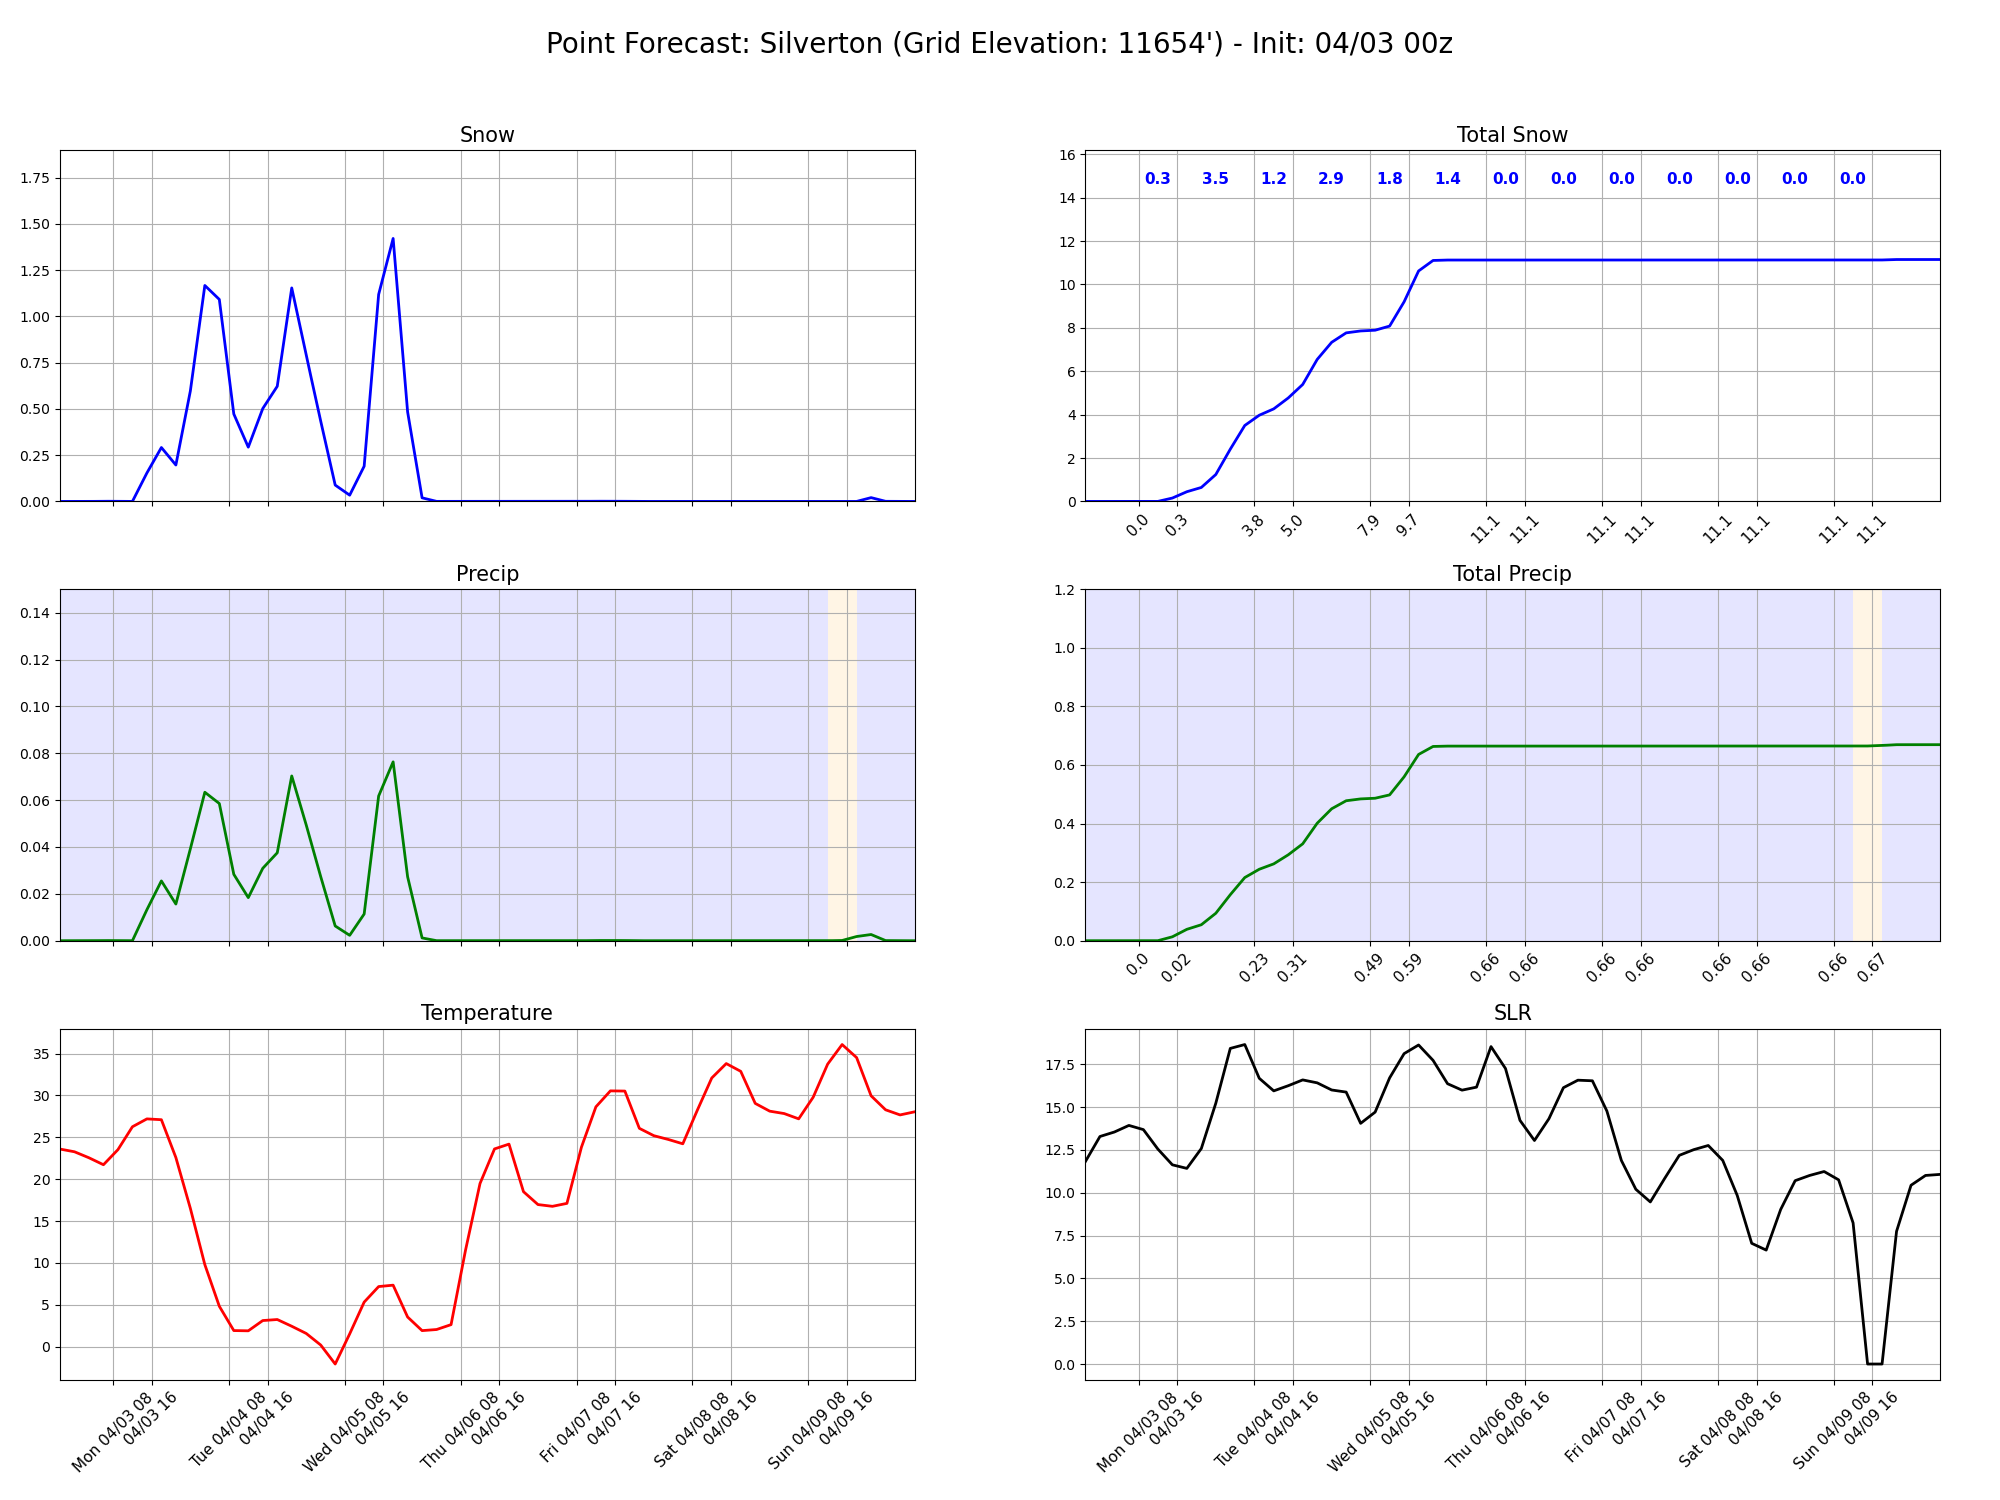 Point Forecast: Silverton (Grid Elevation: 11654') - Init: 04/03 00z
Snow
1.75
1.50
1.25
1.00
0.75
0.50
0.25
0.00
Total Snow
16
14
12
10
8
6
4
2
0
0.3 3.5 1.2 2.9 1.8 1.4 0.0 0.0 0.0 0.0 0.0 0.0 0.0
0.0 0.3 3.8 5.0 7.9 9.7 11.1 11.1 11.1 11.1 11.1 11.1 11.1 11.1
Precip
0.14
0.12
0.10
0.08
0.06
0.04
0.02
0.00
Total Precip
1.2
1.0
0.8
0.6
0.4
0.2
0.0
0.0 0.02 0.23 0.31 0.49 0.59 0.66 0.66 0.66 0.66 0.66 0.66 0.66 0.67
Temperature
35
30
25
20
15
10
5
0
Mon 04/03 08
04/03 16
Tue 04/04 08
04/04 16
Wed 04/05 08
04/05 16
Thu 04/06 08
04/06 16
Fri 04/07 08
04/07 16
Sat 04/08 08
04/08 16
Sun 04/09 08
04/09 16
SLR
17.5
15.0
12.5
10.0
7.5
5.0
2.5
0.0
Mon 04/03 08
04/03 16
Tue 04/04 08
04/04 16
Wed 04/05 08
04/05 16
Thu 04/06 08
04/06 16
Fri 04/07 08
04/07 16
Sat 04/08 08
04/08 16
Sun 04/09 08
04/09 16